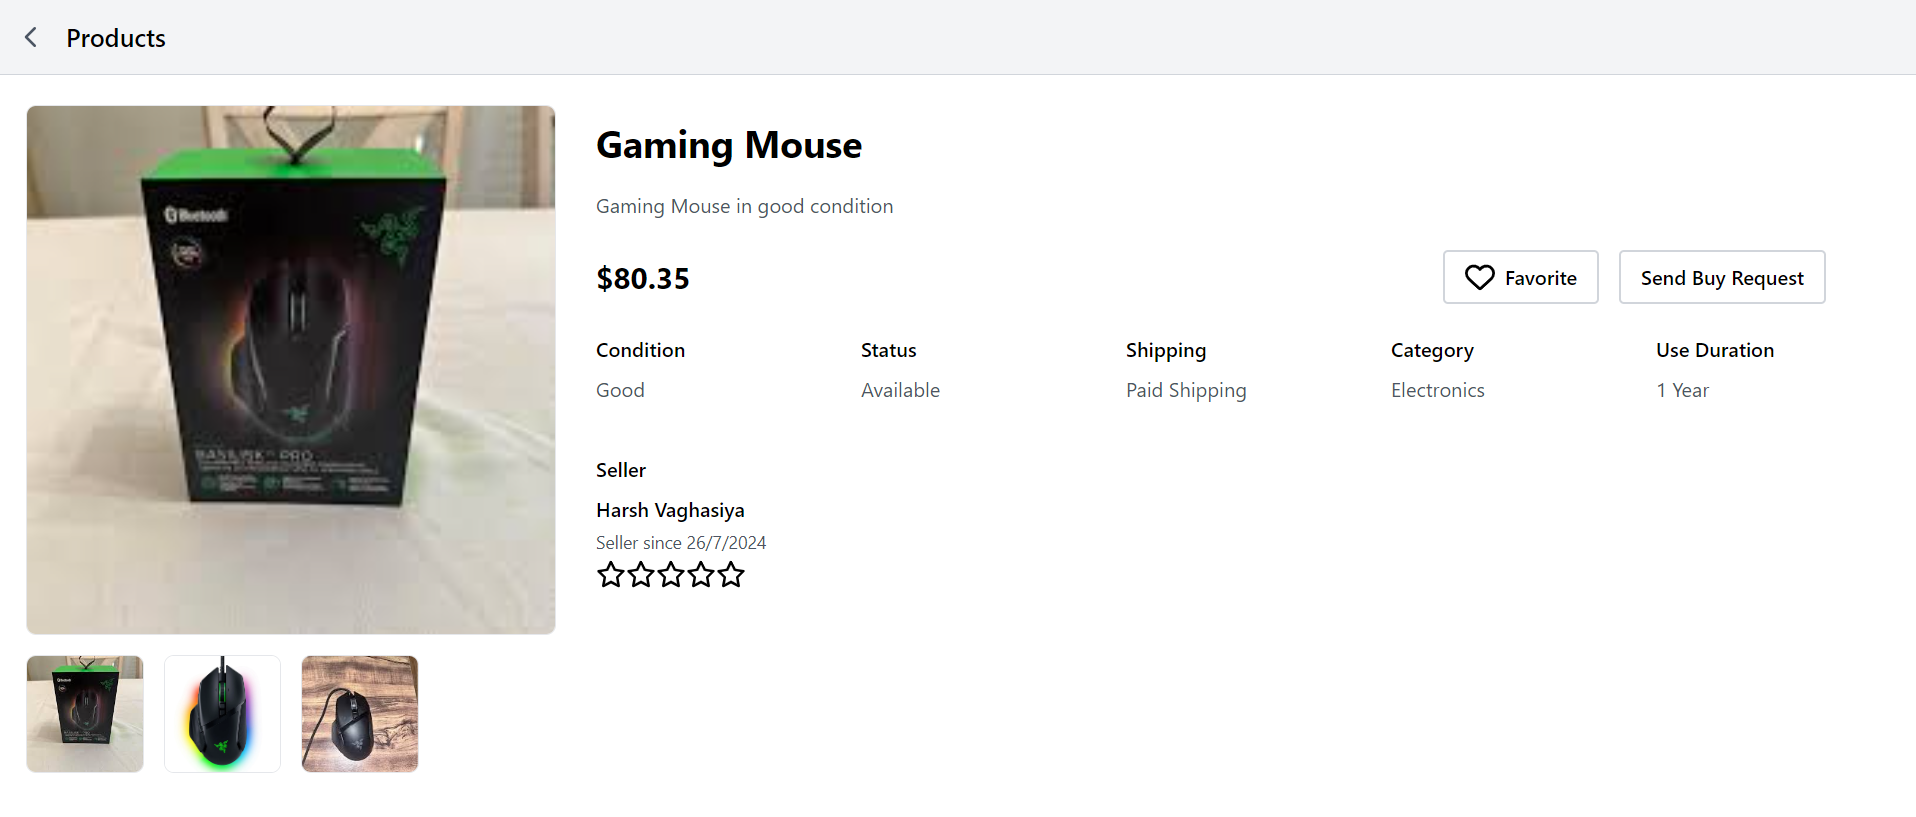 Products
Gaming Mouse
Gaming Mouse in good condition
$80.35
Favorite
Send Buy Request
Condition
Status
Shipping
Category
Use Duration
Good
Available
Paid Shipping
Electronics
1 Year
Seller
Harsh Vaghasiya
Seller since 26/7/2024
Bluetooth
BASILISK™ PRO